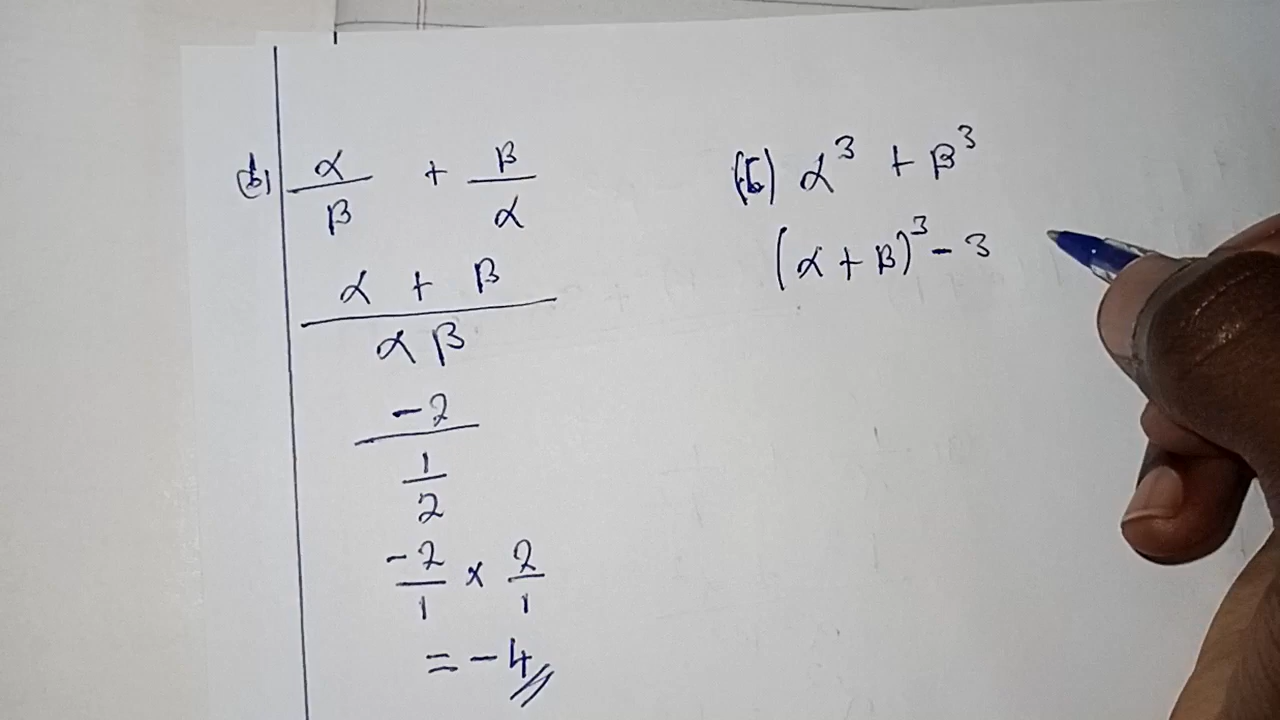 (b) α/β + β/α
α + β / αβ
-2 / 1/2
-2/1 × 2/1
= -4
α³ + β³
(α + β)³ - 3